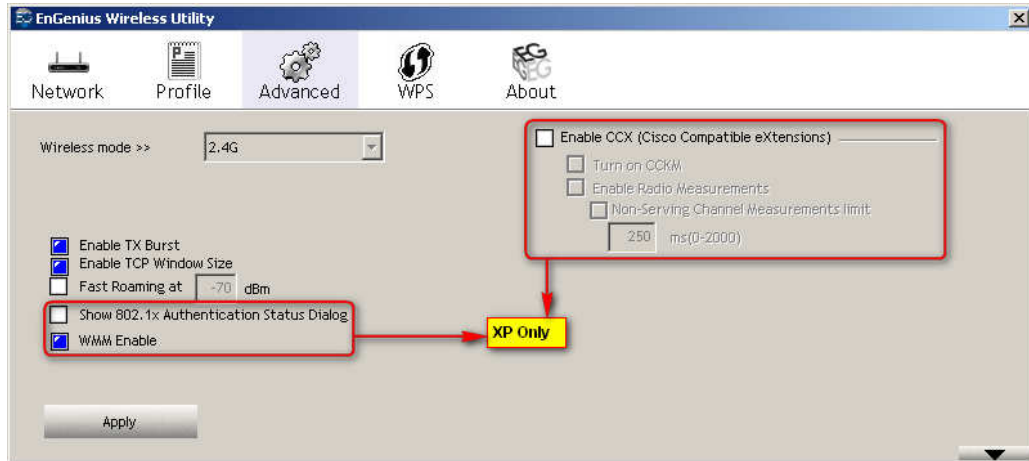 EnGenius Wireless Utility
Network Profile Advanced WPS About
Wireless mode >> 2.4G
Enable CCX (Cisco Compatible eXtensions)
Turn on CCKM
Enable Radio Measurements
Non-Serving Channel Measurements limit
250 ms(0-2000)
Enable TX Burst
Enable TCP Window Size
Fast Roaming at -70 dBm
Show 802.1x Authentication Status Dialog
WMM Enable
XP Only
Apply